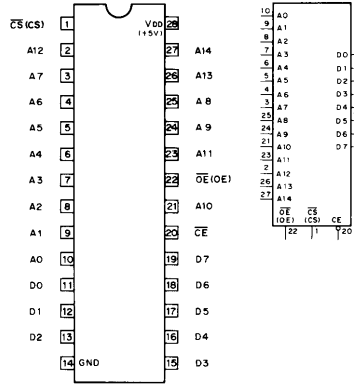 C̅S̅(CS) 1 VDD 28
(+5V)
A12 2 27 A14
A7 3 26 A13
A6 4 25 A8
A5 5 24 A9
A4 6 23 A11
A3 7 22 O̅E̅(OE)
A2 8 21 A10
A1 9 20 C̅E̅
A0 10 19 D7
D0 11 18 D6
D1 12 17 D5
D2 13 16 D4
14 GND 15 D3
10 A0
9 A1
8 A2
7 A3 D0
6 A4 D1
5 A5 D2
4 A6 D3
3 A7 D4
25 A8 D5
24 A9 D6
21 A10 D7
23 A11
2 A12
26 A13
27 A14
O̅E̅ C̅S̅
(OE) (CS) CE
22 1 20